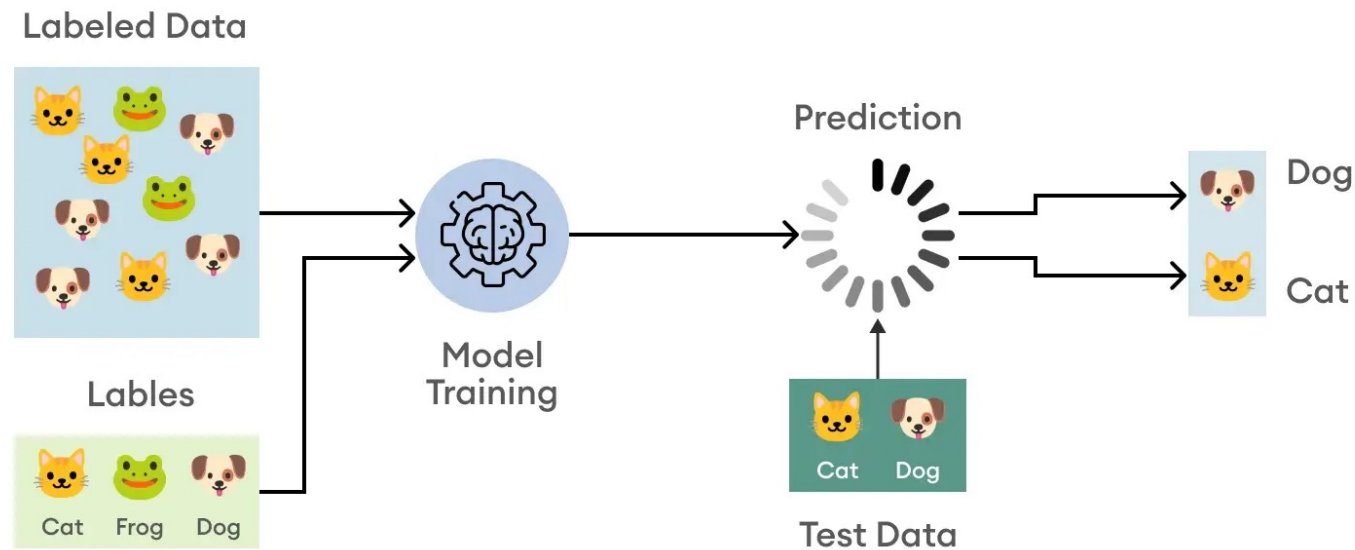 Labeled Data
Lables
Cat Frog Dog
Model
Training
Prediction
Cat Dog
Test Data
Dog
Cat